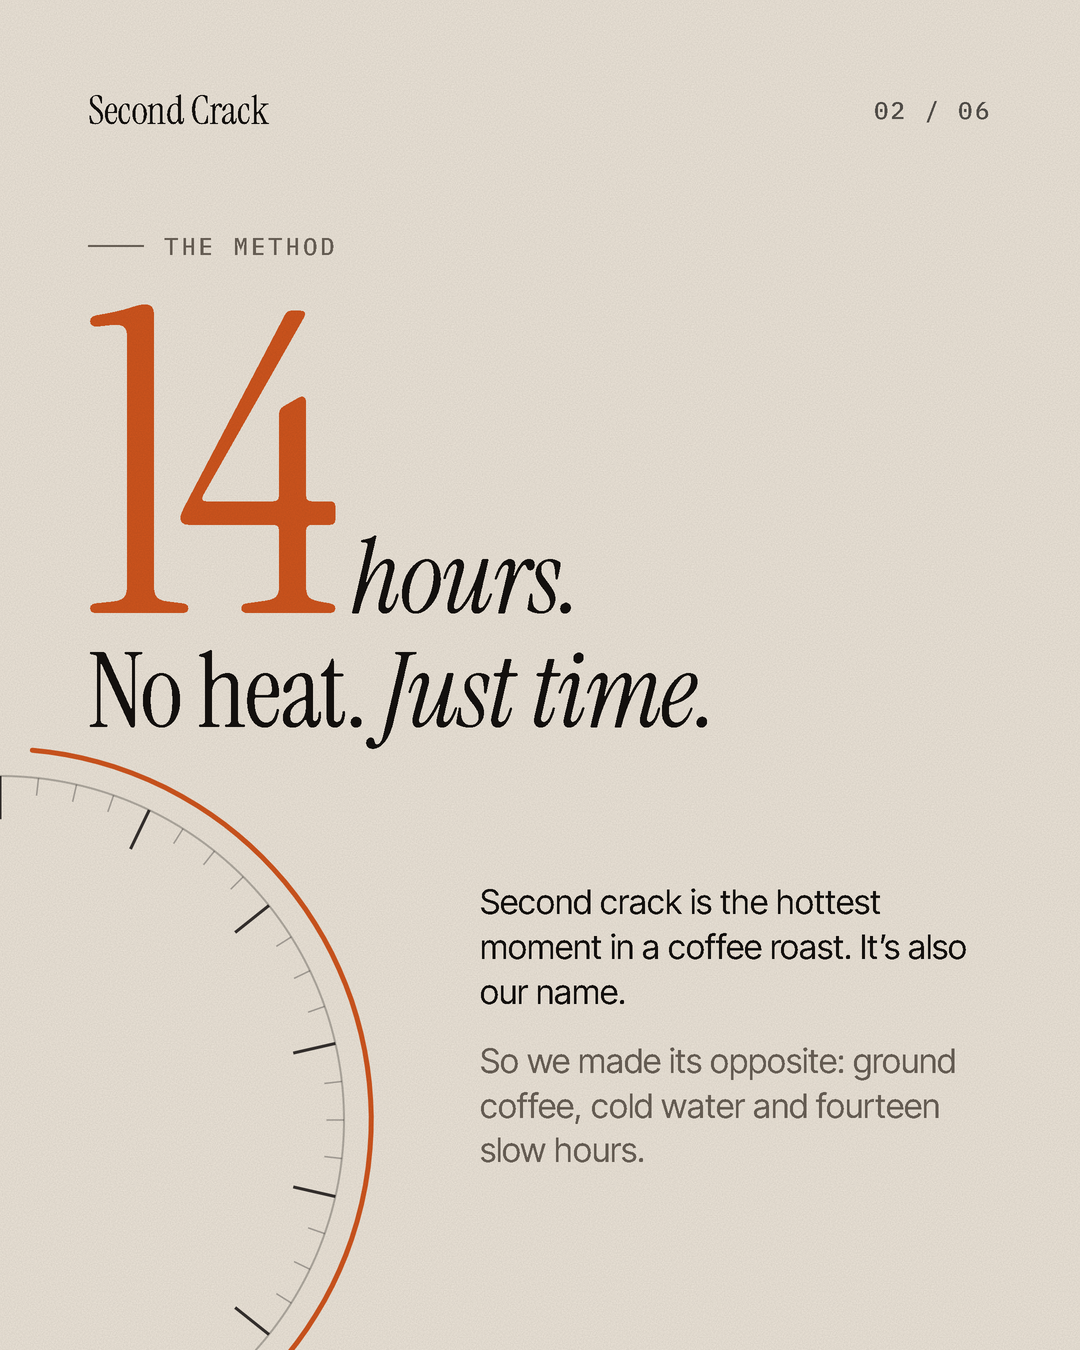 Second Crack
02 / 06
THE METHOD
14 hours.
No heat. Just time.
Second crack is the hottest
moment in a coffee roast. It’s also
our name.
So we made its opposite: ground
coffee, cold water and fourteen
slow hours.